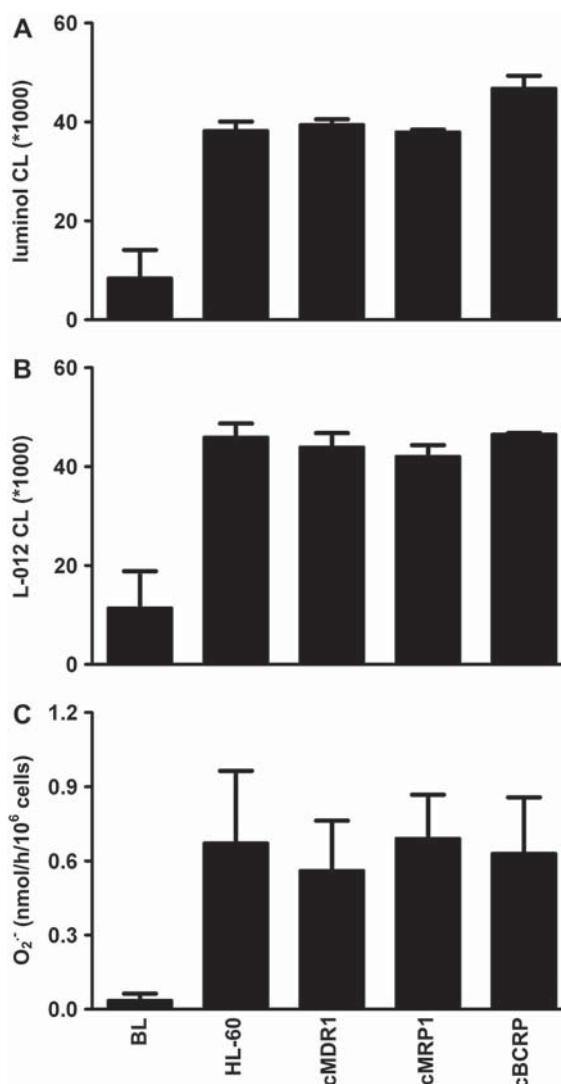 A
60
40
20
0
luminol CL (*1000)
B
60
40
20
0
L-012 CL (*1000)
C
1.2
0.9
0.6
0.3
0.0
O₂·⁻ (nmol/h/10⁶ cells)
BL
HL-60
cMDR1
cMRP1
cBCRP